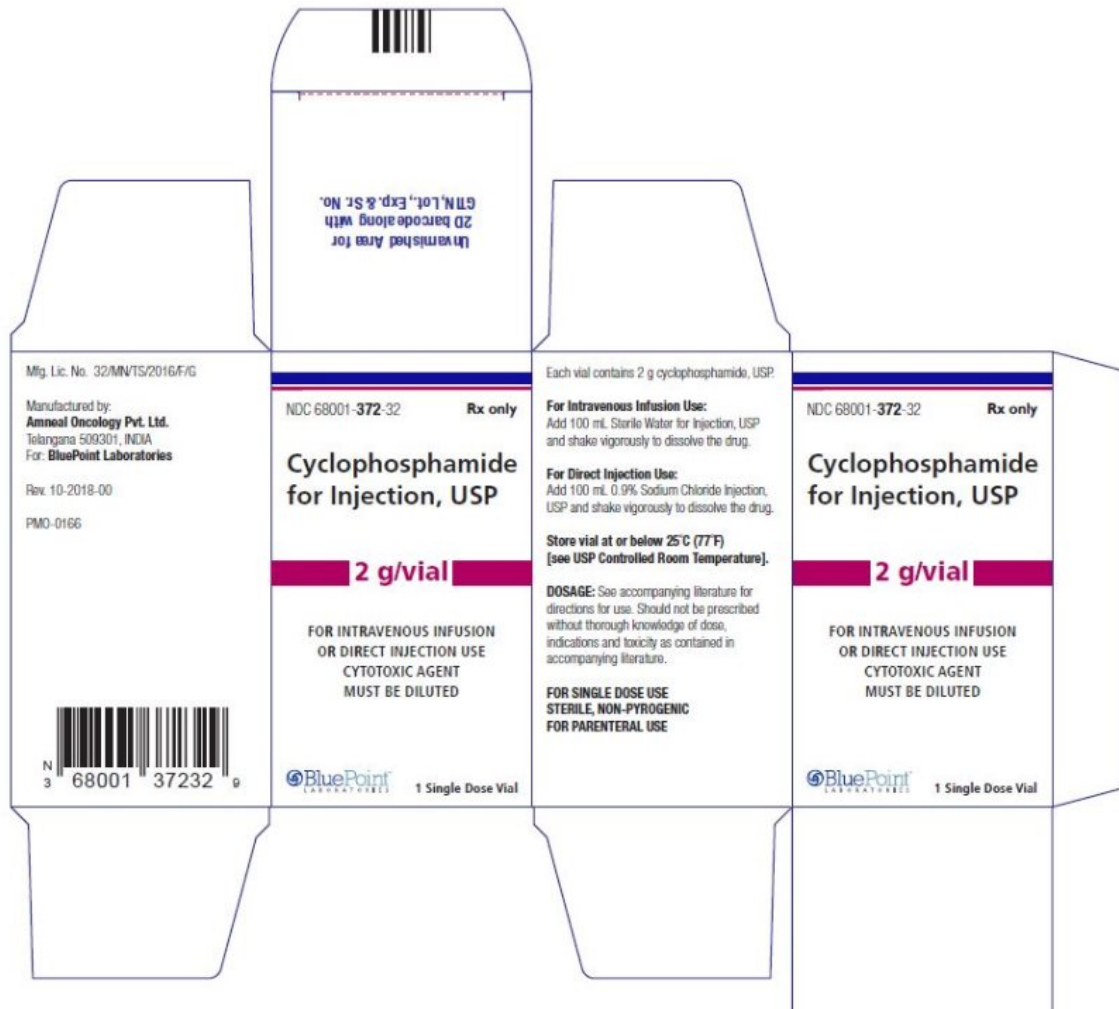 Unvarnished Area for
2D barcode along with
GTIN, Lot., Exp. & Sr. No.
Mfg. Lic. No. 32/MN/TS/2016/F/G
Manufactured by:
Amneal Oncology Pvt. Ltd.
Telangana 509301, INDIA
For: BluePoint Laboratories
Rev. 10-2018-00
PMO-0166
N
3 68001 37232 9
NDC 68001-372-32 Rx only
Cyclophosphamide
for Injection, USP
2 g/vial
FOR INTRAVENOUS INFUSION
OR DIRECT INJECTION USE
CYTOTOXIC AGENT
MUST BE DILUTED
BluePoint
LABORATORIES
1 Single Dose Vial
Each vial contains 2 g cyclophosphamide, USP.
For Intravenous Infusion Use:
Add 100 mL Sterile Water for Injection, USP
and shake vigorously to dissolve the drug.
For Direct Injection Use:
Add 100 mL 0.9% Sodium Chloride Injection,
USP and shake vigorously to dissolve the drug.
Store vial at or below 25°C (77°F)
[see USP Controlled Room Temperature].
DOSAGE: See accompanying literature for
directions for use. Should not be prescribed
without thorough knowledge of dose,
indications and toxicity as contained in
accompanying literature.
FOR SINGLE DOSE USE
STERILE, NON-PYROGENIC
FOR PARENTERAL USE
NDC 68001-372-32 Rx only
Cyclophosphamide
for Injection, USP
2 g/vial
FOR INTRAVENOUS INFUSION
OR DIRECT INJECTION USE
CYTOTOXIC AGENT
MUST BE DILUTED
BluePoint
LABORATORIES
1 Single Dose Vial